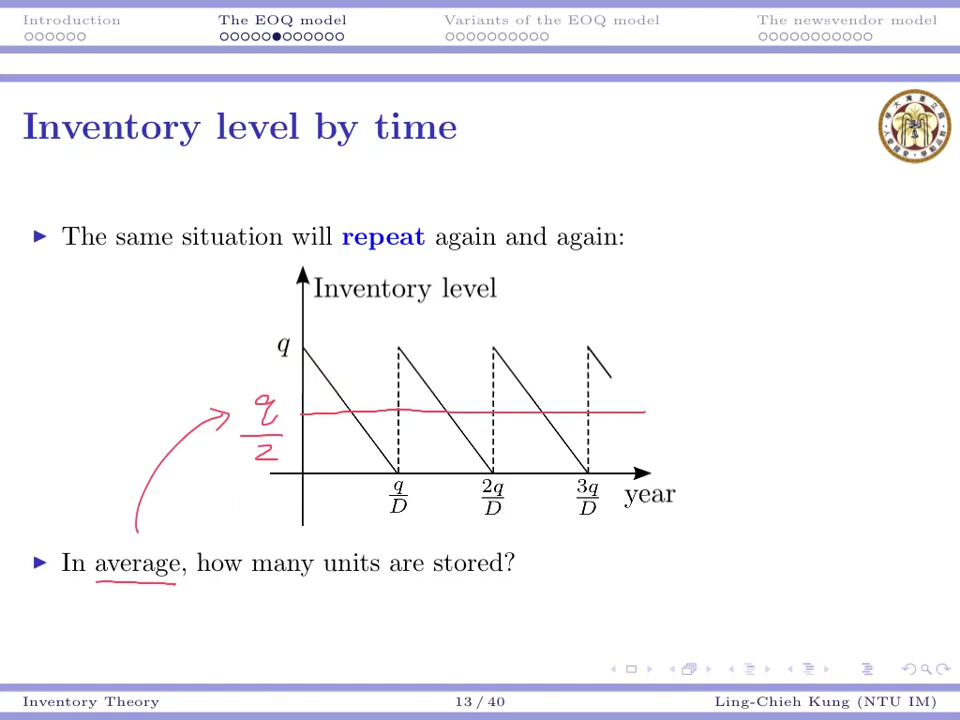 Introduction The EOQ model Variants of the EOQ model The newsvendor model
Inventory level by time
The same situation will repeat again and again:
Inventory level
q
q
2
q
D
2q
D
3q
D
year
In average, how many units are stored?
Inventory Theory 13 / 40 Ling-Chieh Kung (NTU IM)